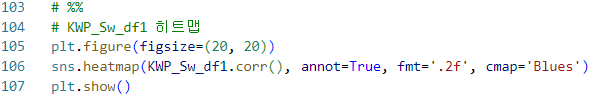 103 # %%
104 # KWP_Sw_df1 히트맵
105 plt.figure(figsize=(20, 20))
106 sns.heatmap(KWP_Sw_df1.corr(), annot=True, fmt='.2f', cmap='Blues')
107 plt.show()